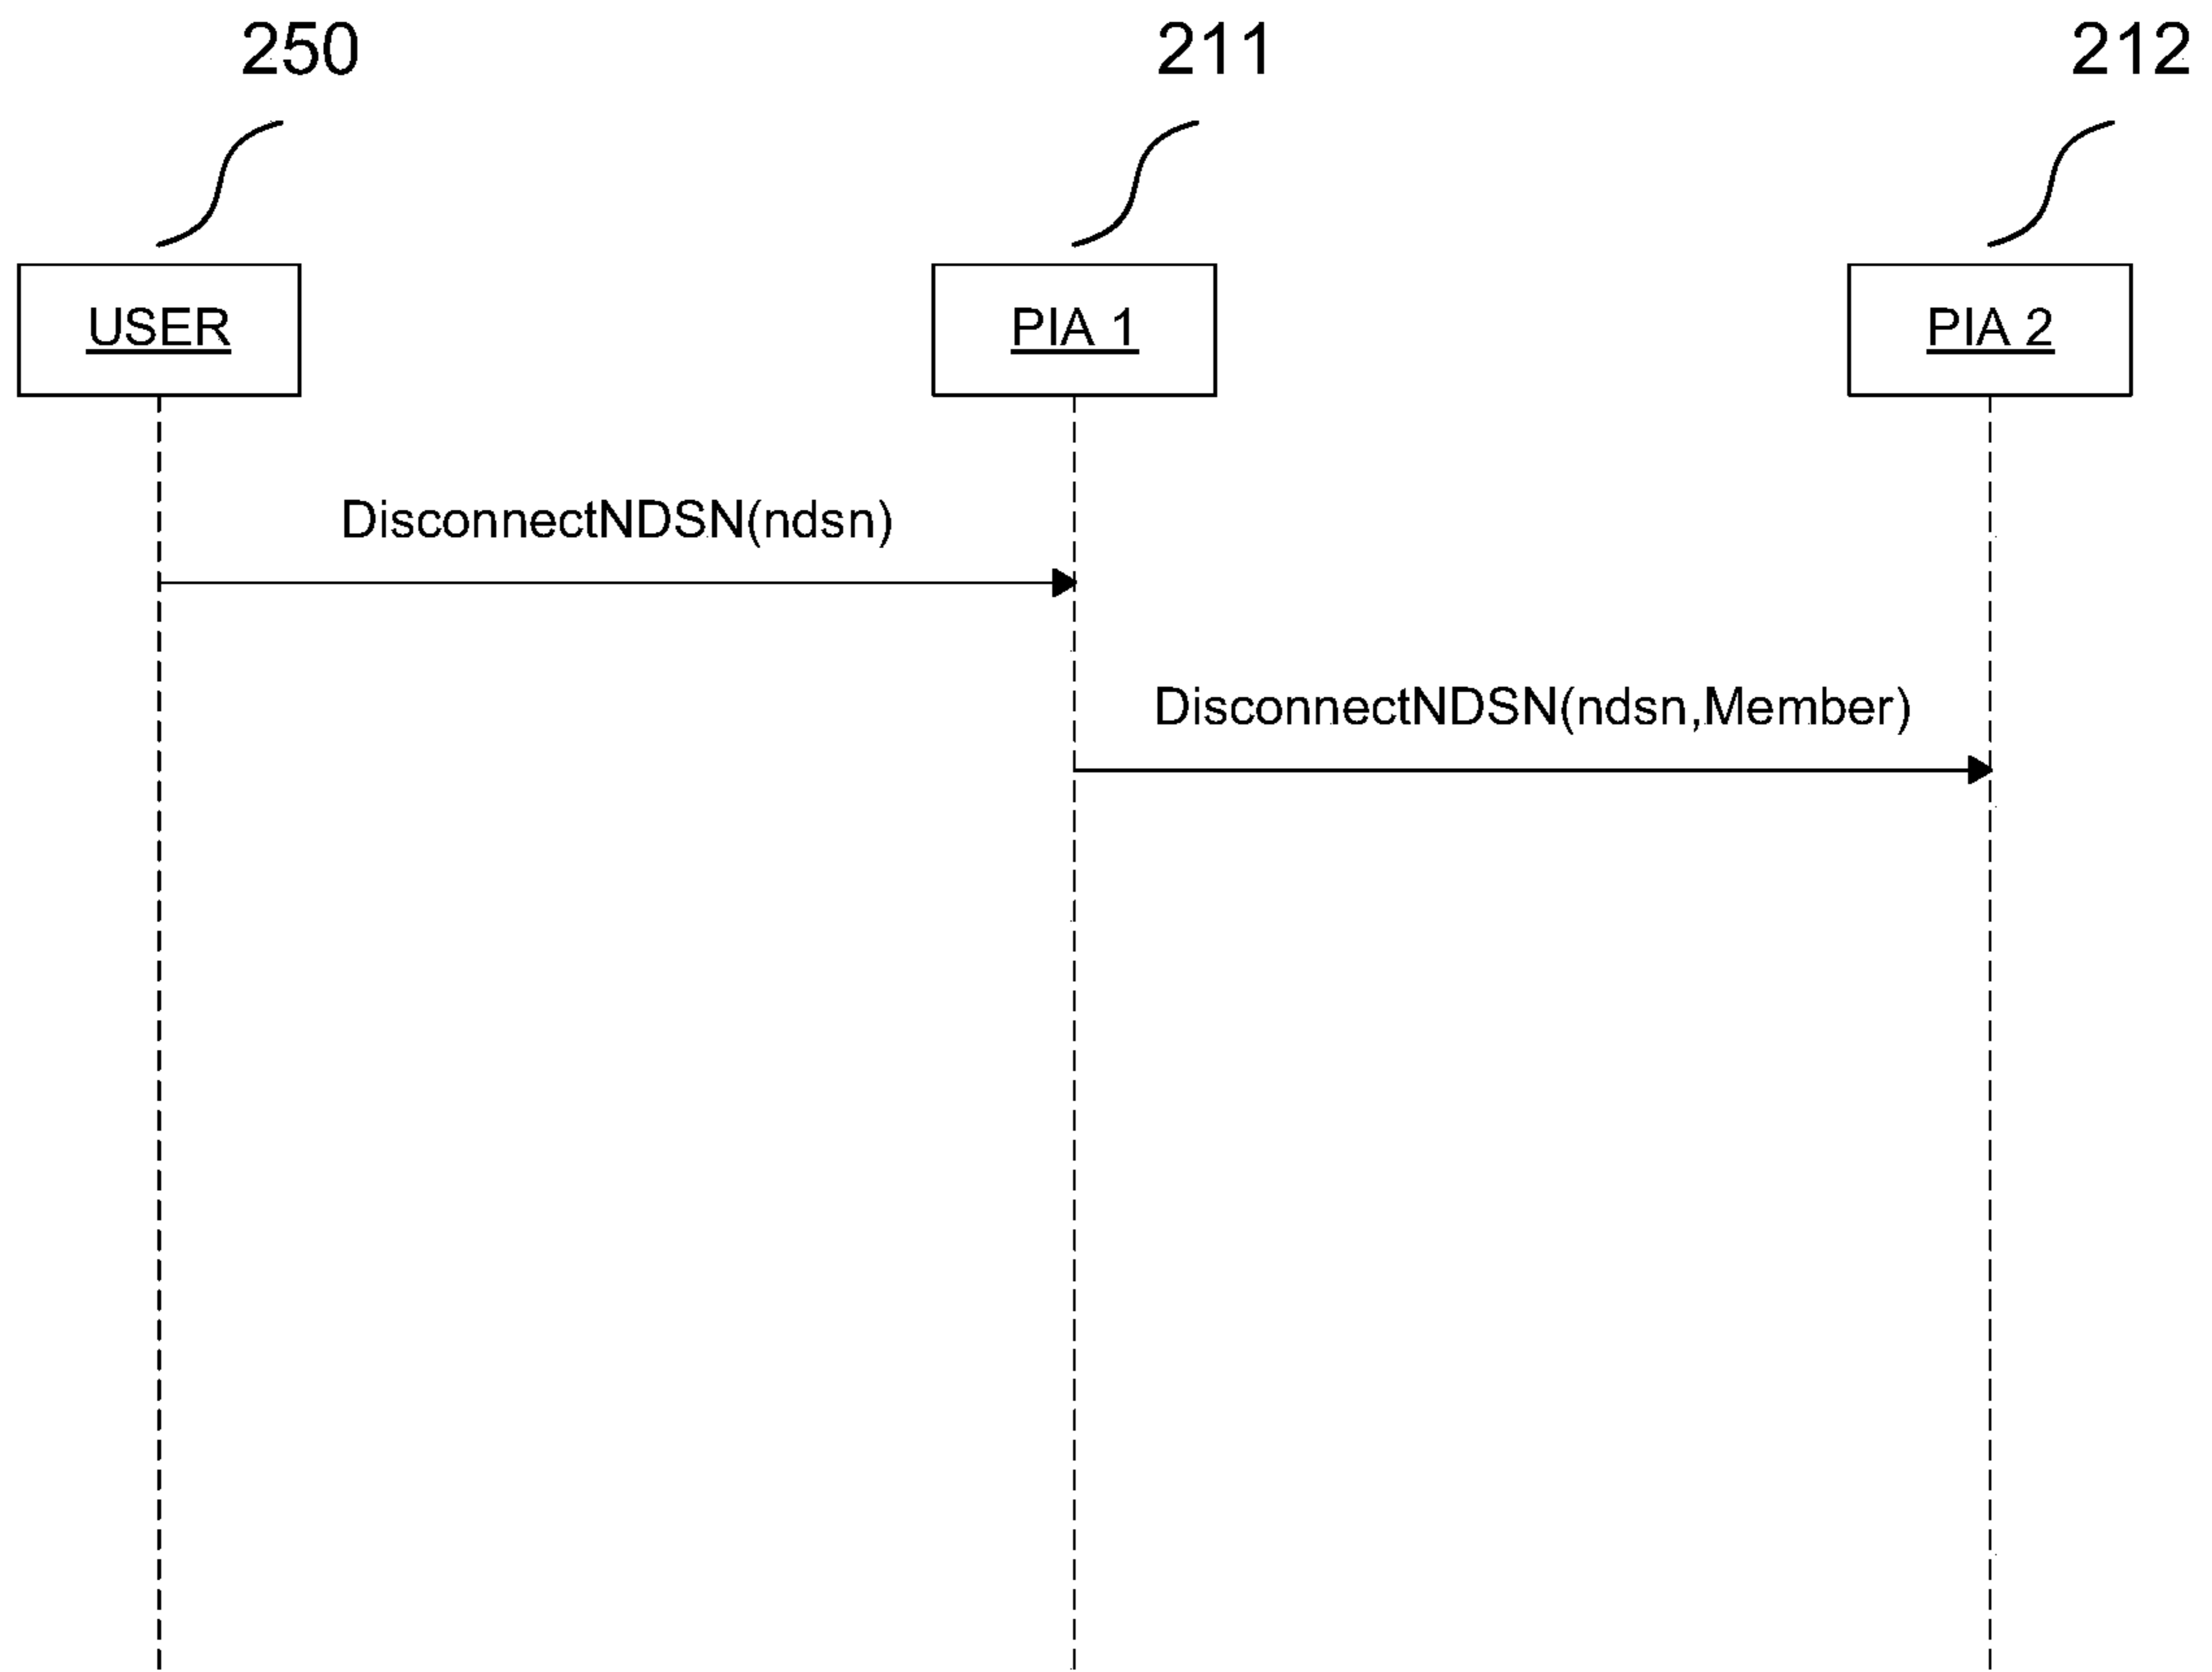 250 211 212
USER PIA 1 PIA 2
DisconnectNDSN(ndsn)
DisconnectNDSN(ndsn,Member)